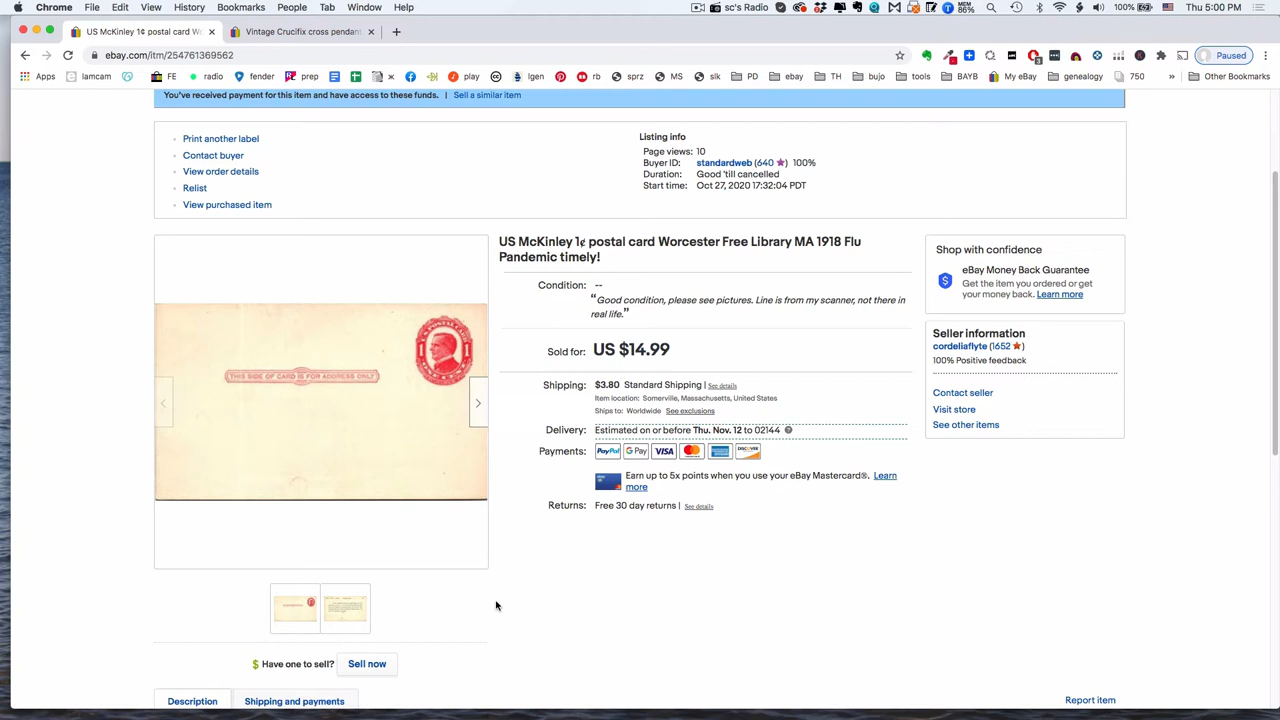 Chrome File Edit View History Bookmarks People Tab Window Help
sc's Radio 100% Thu 5:00 PM
US McKinley 1¢ postal card Wo
Vintage Crucifix cross pendan
ebay.com/itm/254761369562
Paused
Apps iamcam FE radio fender prep play igen rb sprz MS slk PD ebay TH bujo tools BAYB My eBay genealogy 750 » Other Bookmarks
You've received payment for this item and have access to these funds. | Sell a similar item
Print another label
Contact buyer
View order details
Relist
View purchased item
Listing info
Page views: 10
Buyer ID: standardweb (640 ) 100%
Duration: Good 'till cancelled
Start time: Oct 27, 2020 17:32:04 PDT
THIS SIDE OF CARD IS FOR ADDRESS ONLY
US McKinley 1¢ postal card Worcester Free Library MA 1918 Flu
Pandemic timely!
Condition: --
"Good condition, please see pictures. Line is from my scanner, not there in
real life."
Sold for: US $14.99
Shipping: $3.80 Standard Shipping | See details
Item location: Somerville, Massachusetts, United States
Ships to: Worldwide See exclusions
Delivery: Estimated on or before Thu. Nov. 12 to 02144
Payments: PayPal G Pay VISA DISCOVER
Earn up to 5x points when you use your eBay Mastercard®. Learn
more
Returns: Free 30 day returns | See details
Shop with confidence
eBay Money Back Guarantee
Get the item you ordered or get
your money back. Learn more
Seller information
cordeliaflyte (1652 )
100% Positive feedback
Contact seller
Visit store
See other items
Have one to sell? Sell now
Description
Shipping and payments
Report item